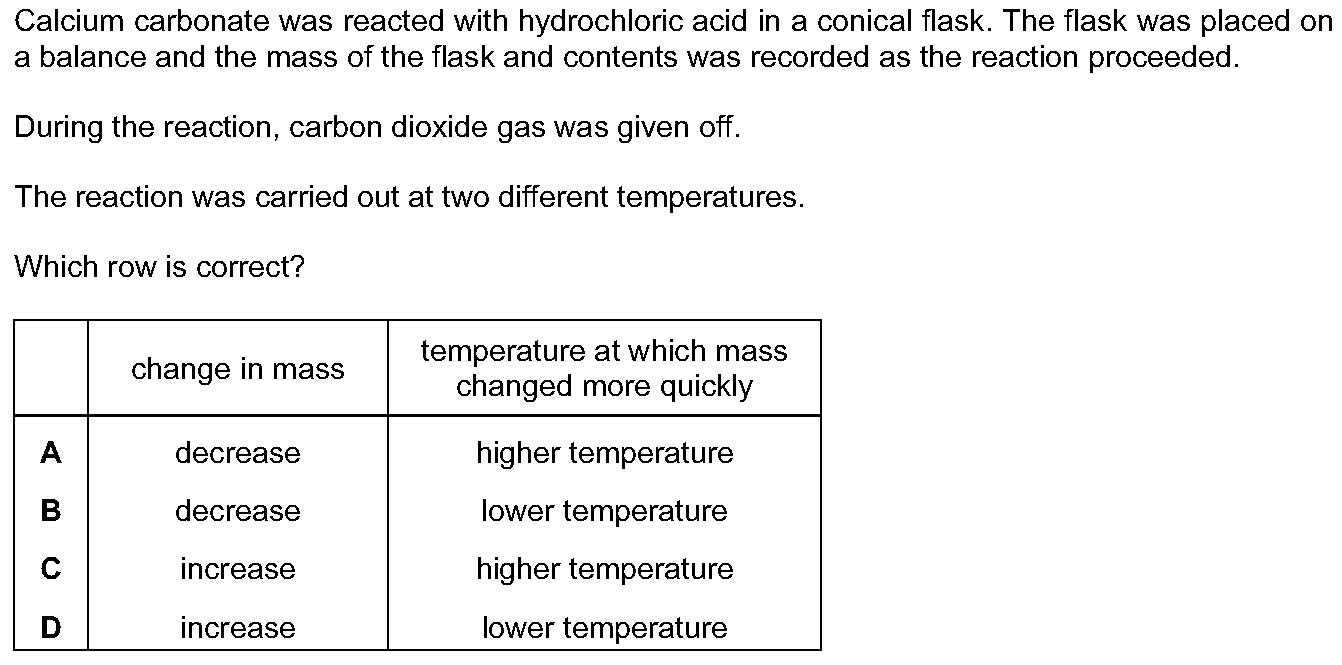 Calcium carbonate was reacted with hydrochloric acid in a conical flask. The flask was placed on
a balance and the mass of the flask and contents was recorded as the reaction proceeded.
During the reaction, carbon dioxide gas was given off.
The reaction was carried out at two different temperatures.
Which row is correct?
change in mass temperature at which mass changed more quickly
A decrease higher temperature
B decrease lower temperature
C increase higher temperature
D increase lower temperature